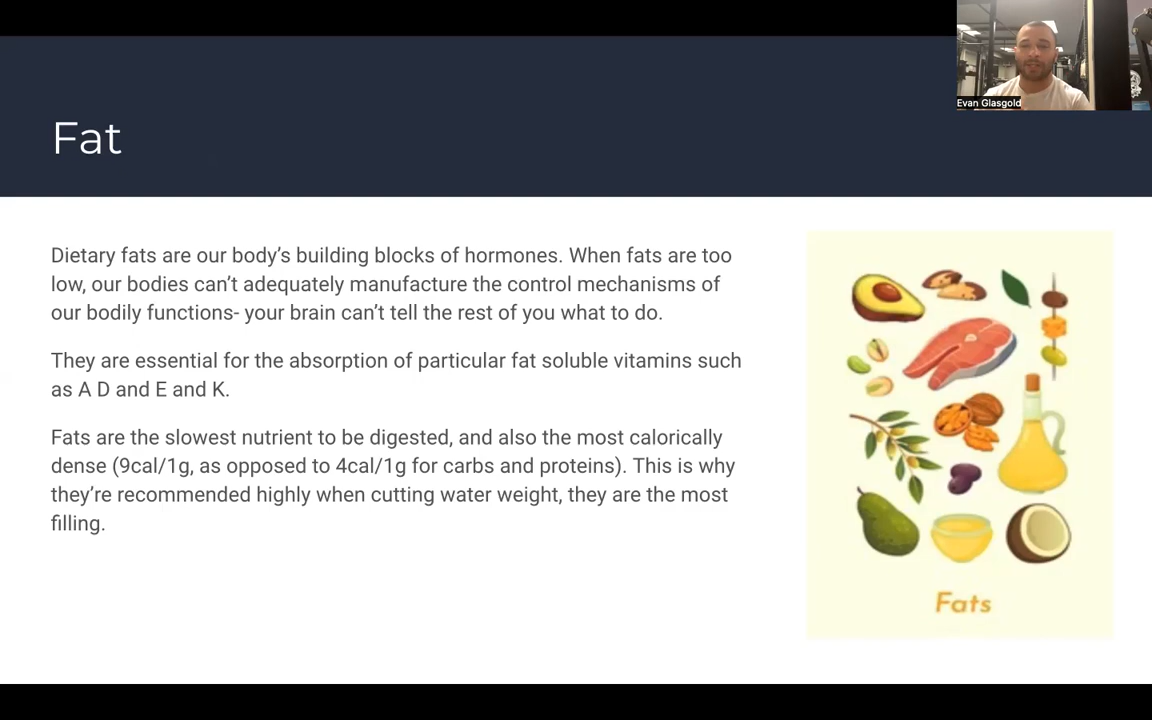 Evan Glasgold
Fat
Dietary fats are our body’s building blocks of hormones. When fats are too
low, our bodies can’t adequately manufacture the control mechanisms of
our bodily functions- your brain can’t tell the rest of you what to do.
They are essential for the absorption of particular fat soluble vitamins such
as A D and E and K.
Fats are the slowest nutrient to be digested, and also the most calorically
dense (9cal/1g, as opposed to 4cal/1g for carbs and proteins). This is why
they’re recommended highly when cutting water weight, they are the most
filling.
Fats